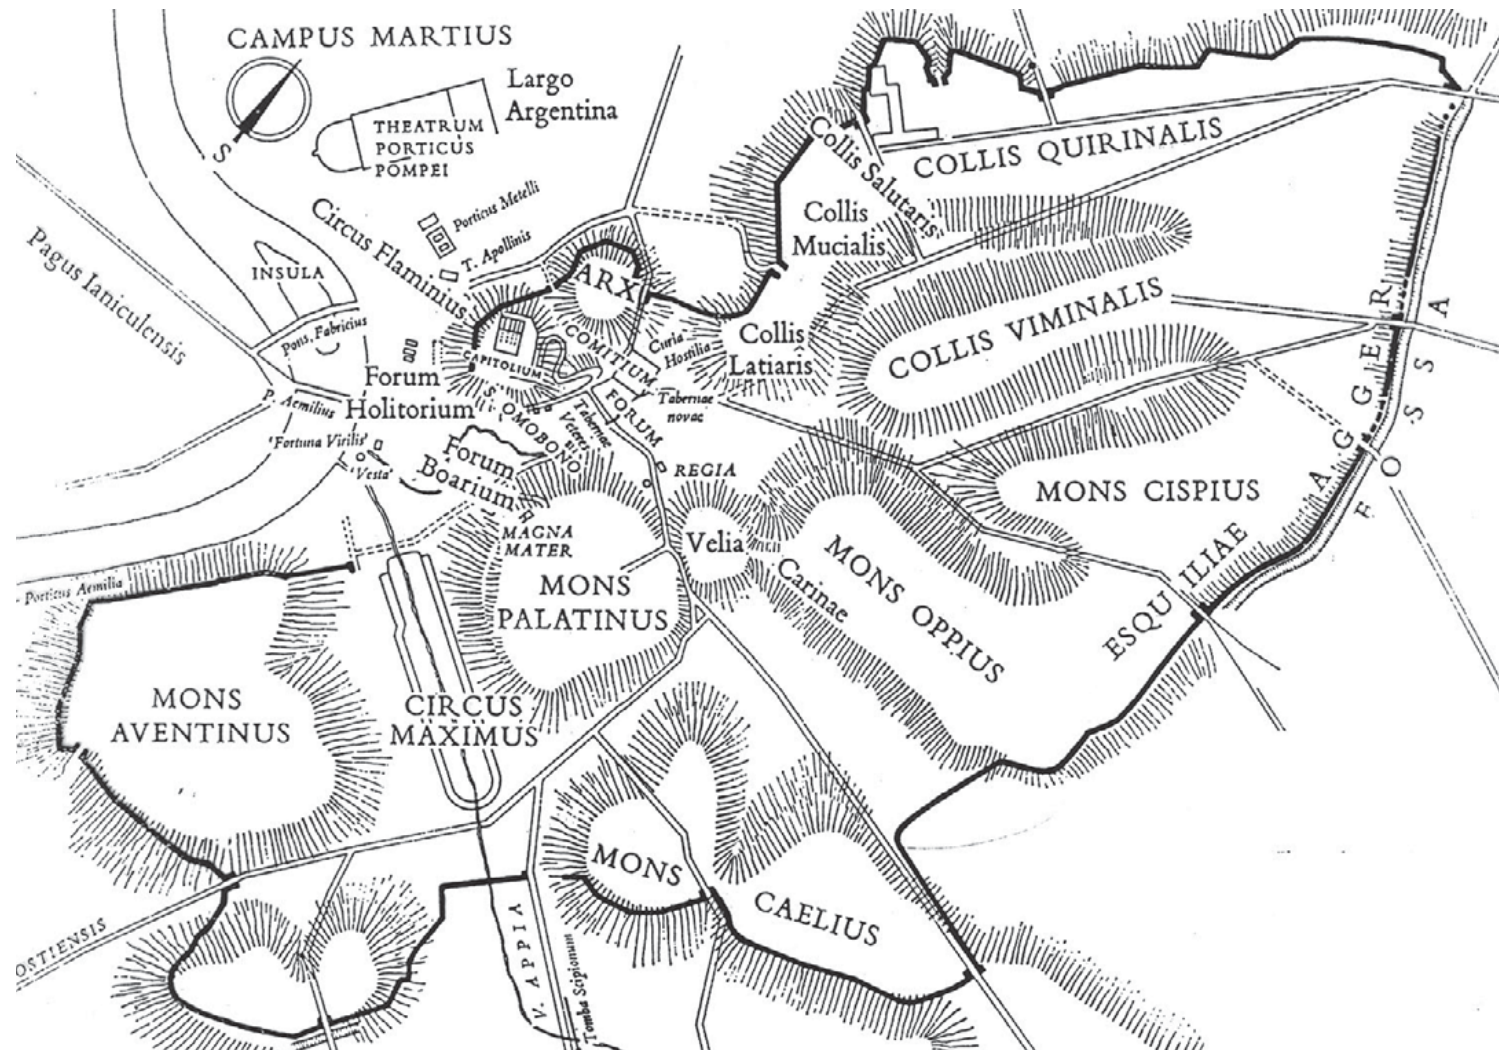 CAMPUS MARTIUS
Largo
Argentina
THEATRUM
PORTICUS
POMPEI
S
Porticus Metelli
T. Apollinis
Circus Flaminius
INSULA
Pagus Ianiculensis
Pons Fabricius
P. Aemilius
Forum
Holitorium
'Fortuna Virilis'
'Vesta'
Forum
Boarium
S. OMOBONO
CAPITOLIUM
ARX
COMITIUM
Curia
Hostilia
Tabernae
novae
FORUM
Tabernae
Veteres
REGIA
Collis Salutaris
COLLIS QUIRINALIS
Collis
Mucialis
Collis
Latiaris
COLLIS VIMINALIS
AGGER
FOSSA
MONS CISPIUS
ESQUILIAE
MONS OPPIUS
Carinae
Velia
MAGNA
MATER
MONS
PALATINUS
Porticus Aemilia
MONS
AVENTINUS
CIRCUS
MAXIMUS
MONS
CAELIUS
OSTIENSIS
V. APPIA
Tomba Scipionum